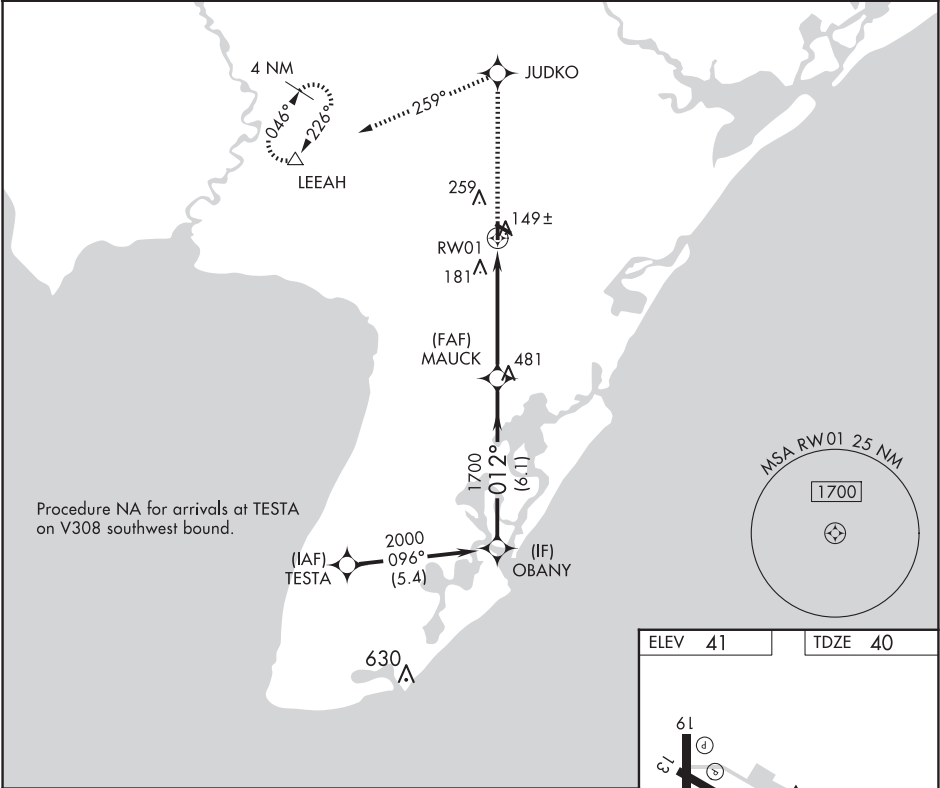 4 NM
JUDKO
259°
046°
226°
LEEAH
259
149±
RW01
181
(FAF)
MAUCK
481
1700
012°
(6.1)
MSA RW01 25 NM
1700
Procedure NA for arrivals at TESTA
on V308 southwest bound.
2000
096°
(5.4)
(IAF)
TESTA
(IF)
OBANY
630
ELEV 41
TDZE 40
19
P
13
P